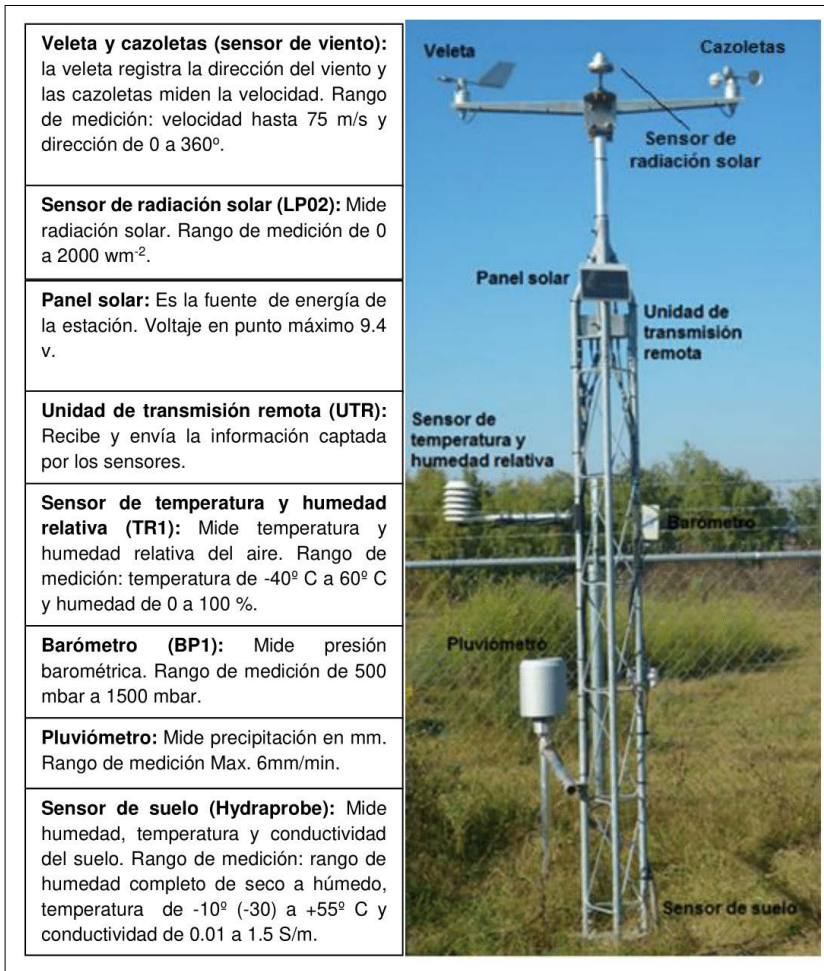 Veleta y cazoletas (sensor de viento):
la veleta registra la dirección del viento y
las cazoletas miden la velocidad. Rango
de medición: velocidad hasta 75 m/s y
dirección de 0 a 360º.
Sensor de radiación solar (LP02): Mide
radiación solar. Rango de medición de 0
a 2000 wm-2.
Panel solar: Es la fuente de energía de
la estación. Voltaje en punto máximo 9.4
v.
Unidad de transmisión remota (UTR):
Recibe y envía la información captada
por los sensores.
Sensor de temperatura y humedad
relativa (TR1): Mide temperatura y
humedad relativa del aire. Rango de
medición: temperatura de -40º C a 60º C
y humedad de 0 a 100 %.
Barómetro (BP1): Mide presión
barométrica. Rango de medición de 500
mbar a 1500 mbar.
Pluviómetro: Mide precipitación en mm.
Rango de medición Max. 6mm/min.
Sensor de suelo (Hydraprobe): Mide
humedad, temperatura y conductividad
del suelo. Rango de medición: rango de
humedad completo de seco a húmedo,
temperatura de -10º (-30) a +55º C y
conductividad de 0.01 a 1.5 S/m.
Veleta
Cazoletas
Sensor de
radiación solar
Panel solar
Unidad de
transmisión
remota
Sensor de
temperatura y
humedad relativa
Barómetro
Pluviómetro
Sensor de suelo